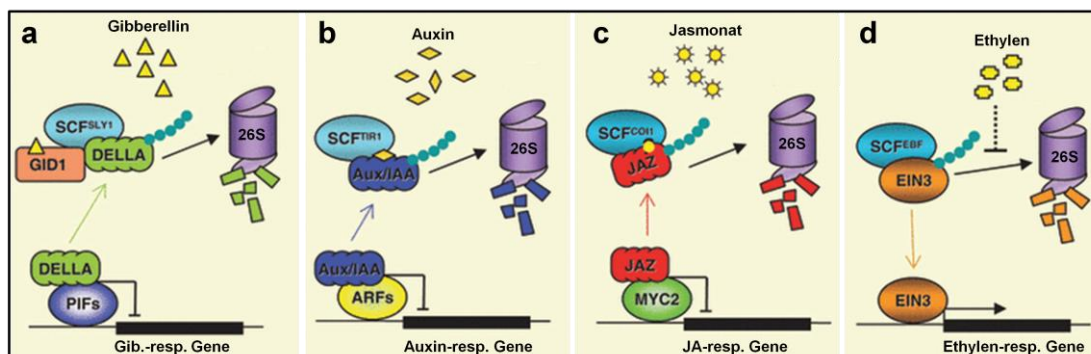 a
Gibberellin
SCFSLY1
GID1
DELLA
26S
DELLA
PIFs
Gib.-resp. Gene
b
Auxin
SCFTIR1
Aux/IAA
26S
Aux/IAA
ARFs
Auxin-resp. Gene
c
Jasmonat
SCFCOI1
JAZ
26S
JAZ
MYC2
JA-resp. Gene
d
Ethylen
SCFEBF
EIN3
26S
EIN3
Ethylen-resp. Gene